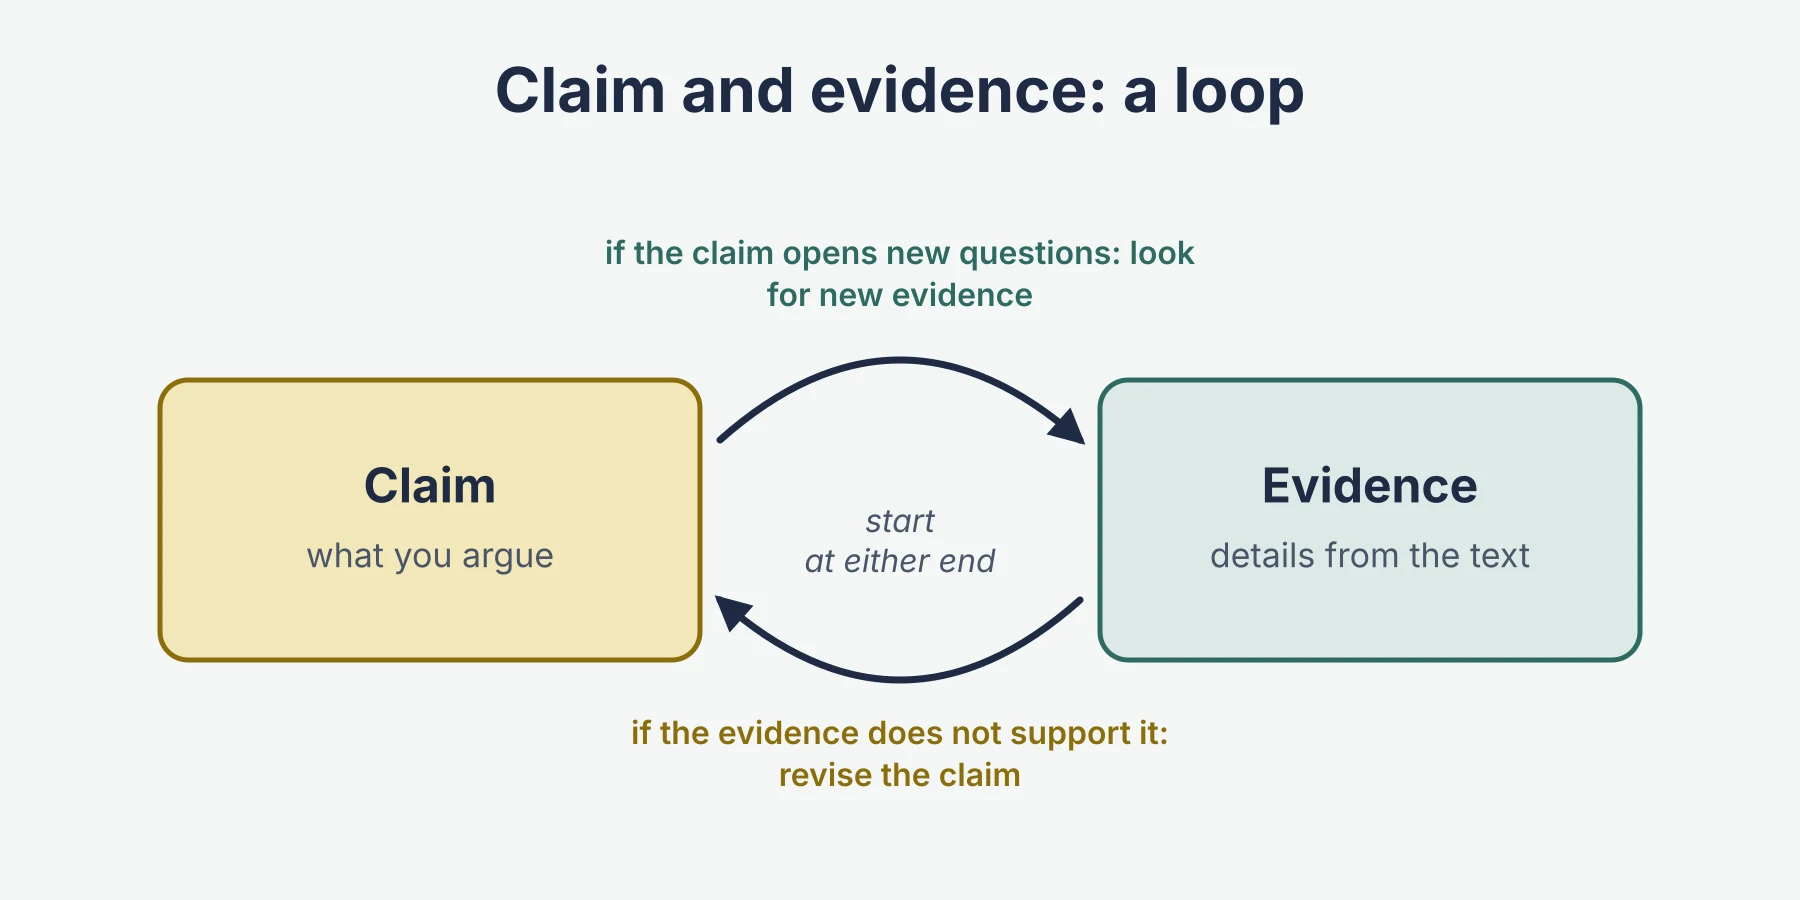 Claim and evidence: a loop
if the claim opens new questions: look
for new evidence
Claim
what you argue
start
at either end
Evidence
details from the text
if the evidence does not support it:
revise the claim